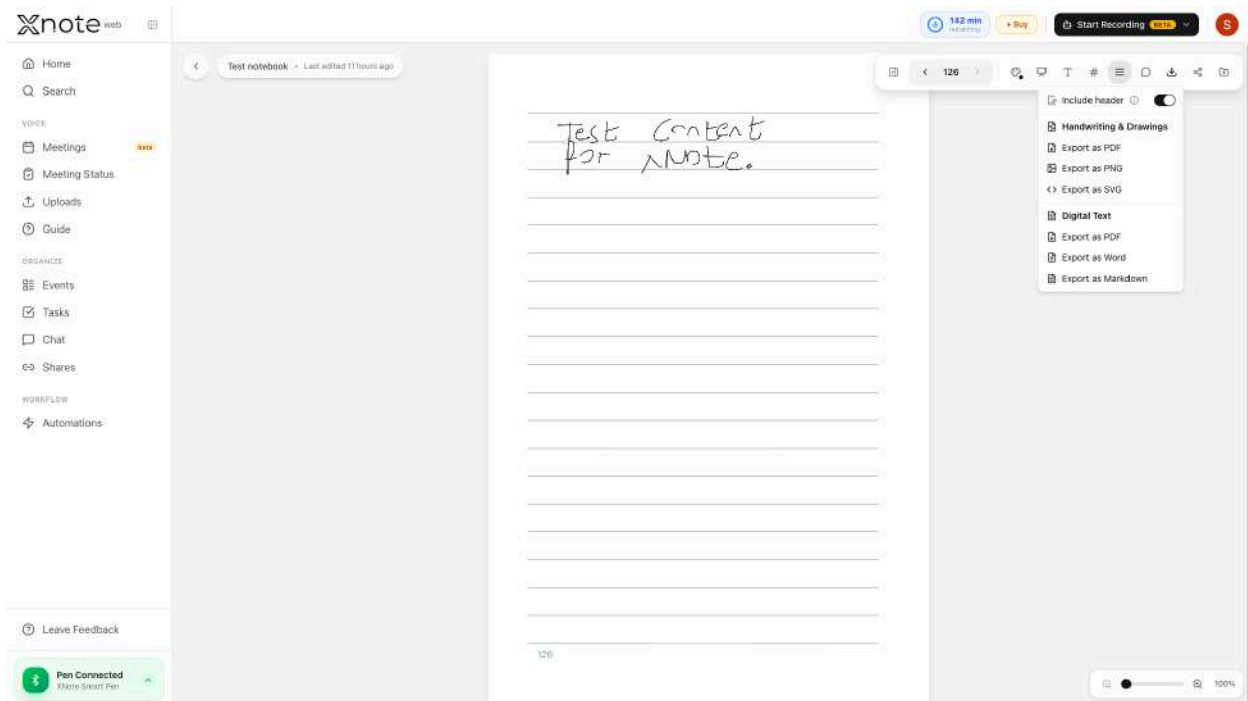 Xnote web
142 min
remaining
+ Buy
Start Recording BETA
S
Home
Search
VOICE
Meetings beta
Meeting Status
Uploads
Guide
ORGANIZE
Events
Tasks
Chat
Shares
WORKFLOW
Automations
Leave Feedback
Pen Connected
XNote Smart Pen
Test notebook - Last edited 11 hours ago
126
Include header
Handwriting & Drawings
Export as PDF
Export as PNG
Export as SVG
Digital Text
Export as PDF
Export as Word
Export as Markdown
Test Content
For XNote.
126
100%